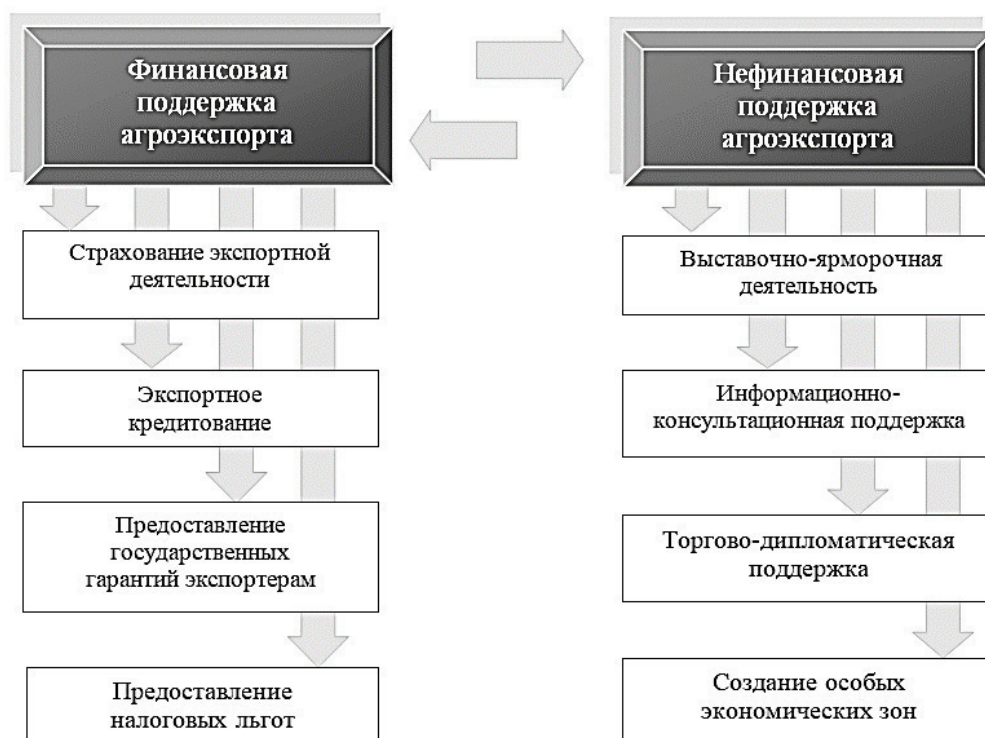 Финансовая
поддержка
агроэкспорта
Страхование экспортной
деятельности
Экспортное
кредитование
Предоставление
государственных
гарантий экспортерам
Предоставление
налоговых льгот
Нефинансовая
поддержка
агроэкспорта
Выставочно-ярморочная
деятельность
Информационно-
консультационная поддержка
Торгово-дипломатическая
поддержка
Создание особых
экономических зон